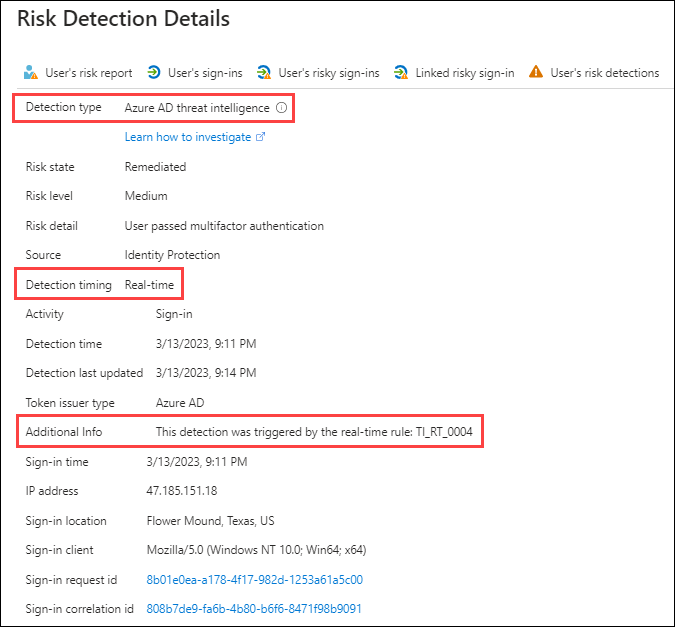 Risk Detection Details
User's risk report User's sign-ins User's risky sign-ins Linked risky sign-in User's risk detections
Detection type Azure AD threat intelligence
Learn how to investigate
Risk state Remediated
Risk level Medium
Risk detail User passed multifactor authentication
Source Identity Protection
Detection timing Real-time
Activity Sign-in
Detection time 3/13/2023, 9:11 PM
Detection last updated 3/13/2023, 9:14 PM
Token issuer type Azure AD
Additional Info This detection was triggered by the real-time rule: TI_RT_0004
Sign-in time 3/13/2023, 9:11 PM
IP address 47.185.151.18
Sign-in location Flower Mound, Texas, US
Sign-in client Mozilla/5.0 (Windows NT 10.0; Win64; x64)
Sign-in request id 8b01e0ea-a178-4f17-982d-1253a61a5c00
Sign-in correlation id 808b7de9-fa6b-4b80-b6f6-8471f98b9091